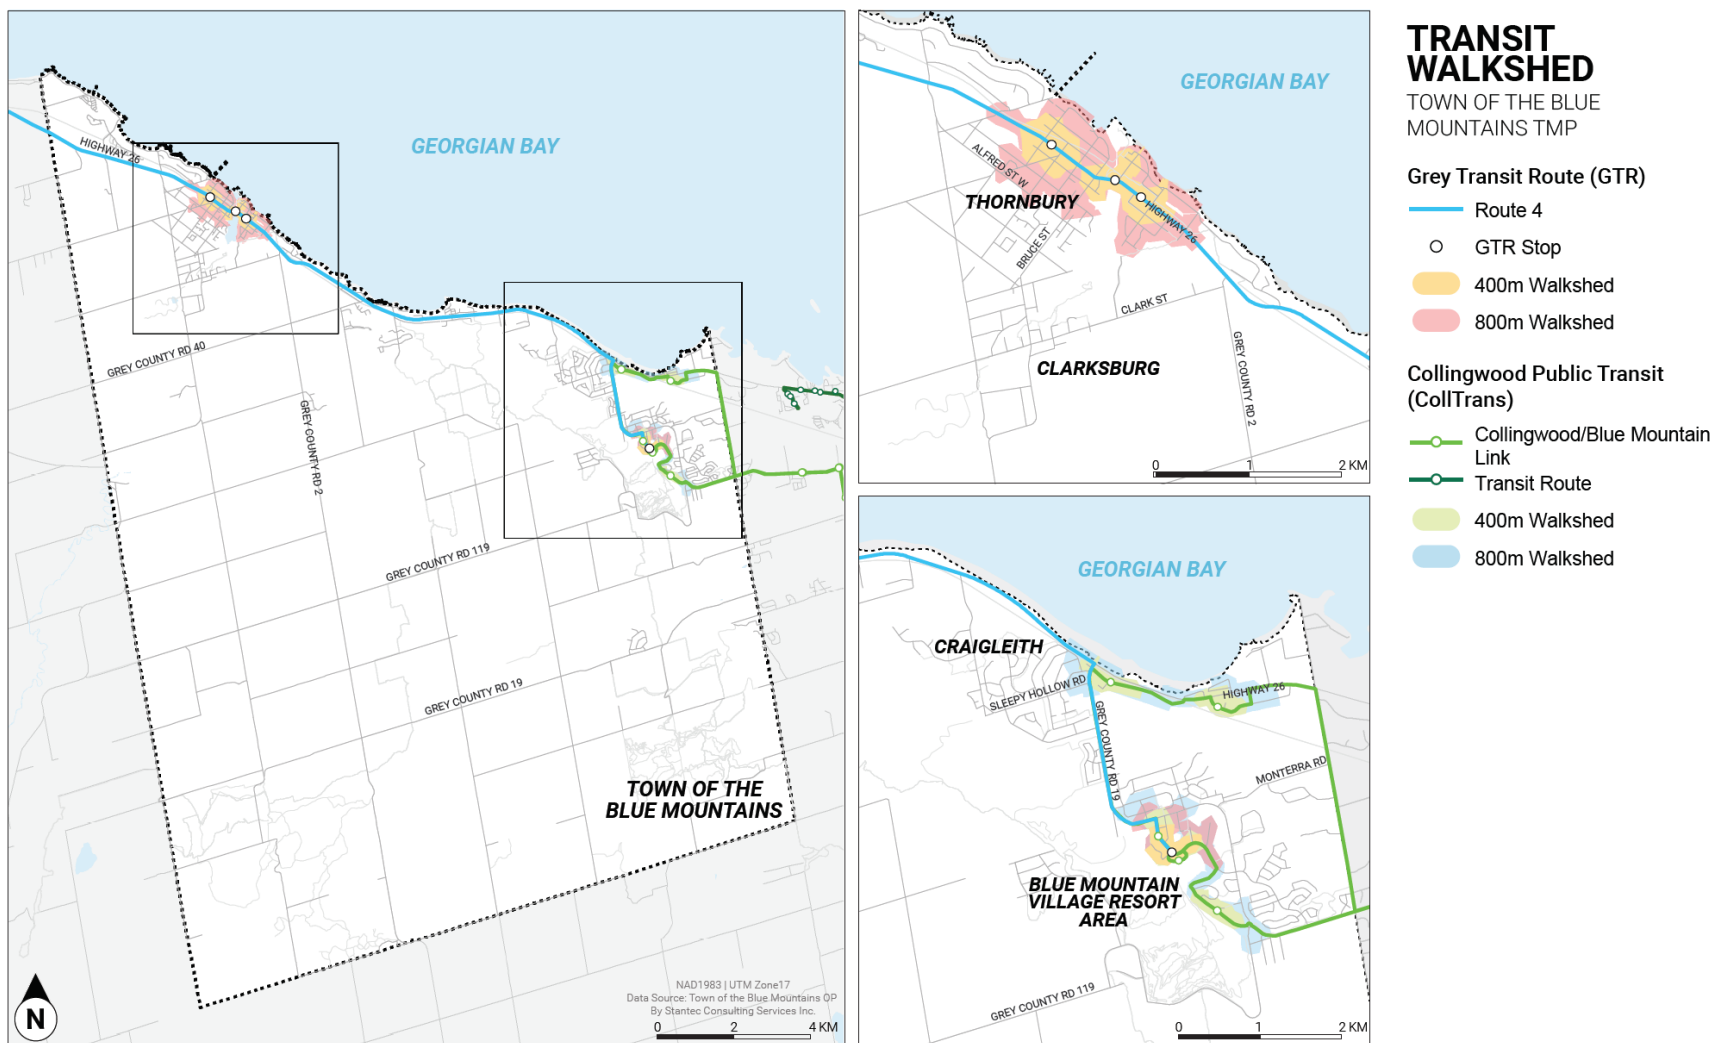 HIGHWAY 26
GEORGIAN BAY
GREY COUNTY RD 40
GREY COUNTY RD 2
GREY COUNTY RD 119
GREY COUNTY RD 19
TOWN OF THE
BLUE MOUNTAINS
NAD1983 | UTM Zone17
Data Source: Town of the Blue Mountains OP
By Stantec Consulting Services Inc.
0 2 4 KM
N
GEORGIAN BAY
ALFRED ST W
THORNBURY
HIGHWAY 26
BRUCE ST
CLARK ST
CLARKSBURG
GREY COUNTY RD 2
0 1 2 KM
GEORGIAN BAY
CRAIGLEITH
SLEEPY HOLLOW RD
HIGHWAY 26
GREY COUNTY RD 19
MONTERRA RD
BLUE MOUNTAIN
VILLAGE RESORT
AREA
GREY COUNTY RD 119
0 1 2 KM
TRANSIT
WALKSHED
TOWN OF THE BLUE
MOUNTAINS TMP
Grey Transit Route (GTR)
Route 4
GTR Stop
400m Walkshed
800m Walkshed
Collingwood Public Transit
(CollTrans)
Collingwood/Blue Mountain
Link
Transit Route
400m Walkshed
800m Walkshed